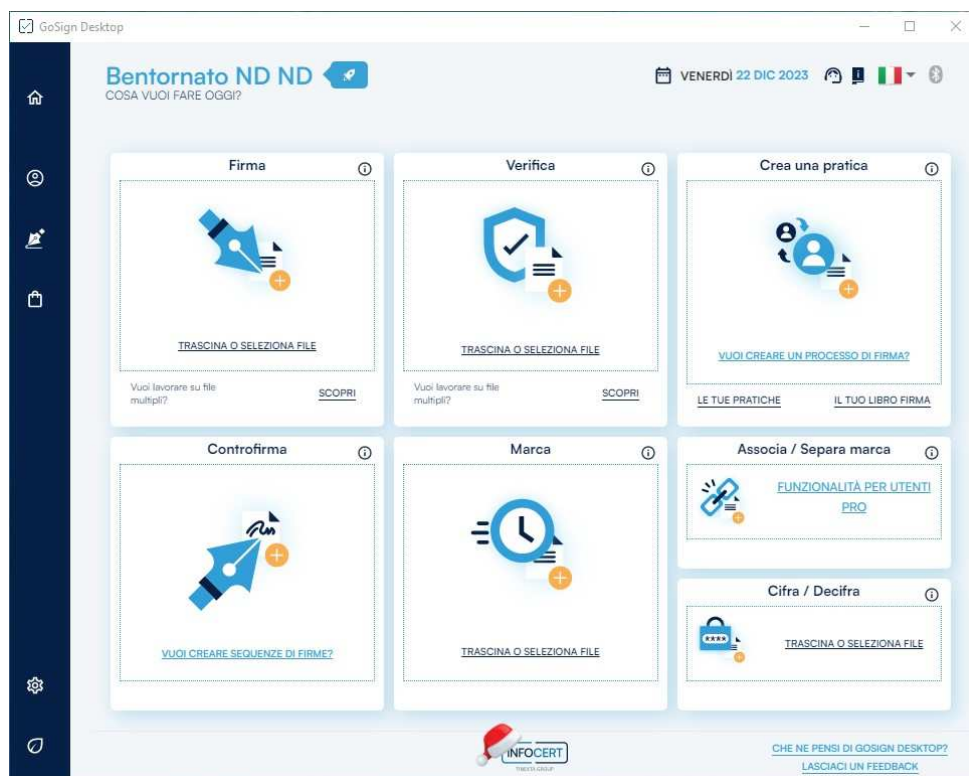 GoSign Desktop
Bentornato ND ND
COSA VUOI FARE OGGI?
VENERDÌ 22 DIC 2023
Firma
TRASCINA O SELEZIONA FILE
Vuoi lavorare su file
multipli?
SCOPRI
Verifica
TRASCINA O SELEZIONA FILE
Vuoi lavorare su file
multipli?
SCOPRI
Crea una pratica
VUOI CREARE UN PROCESSO DI FIRMA?
LE TUE PRATICHE
IL TUO LIBRO FIRMA
Controfirma
VUOI CREARE SEQUENZE DI FIRME?
Marca
TRASCINA O SELEZIONA FILE
Associa / Separa marca
FUNZIONALITÀ PER UTENTI
PRO
Cifra / Decifra
****
TRASCINA O SELEZIONA FILE
INFOCERT
TINEXTA GROUP
CHE NE PENSI DI GOSIGN DESKTOP?
LASCIACI UN FEEDBACK